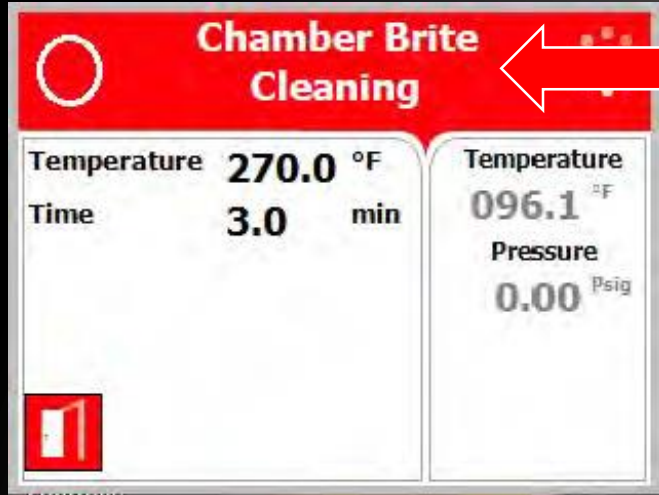 Chamber Brite
Cleaning
Temperature 270.0 °F
Time 3.0 min
Temperature
096.1 °F
Pressure
0.00 Psig